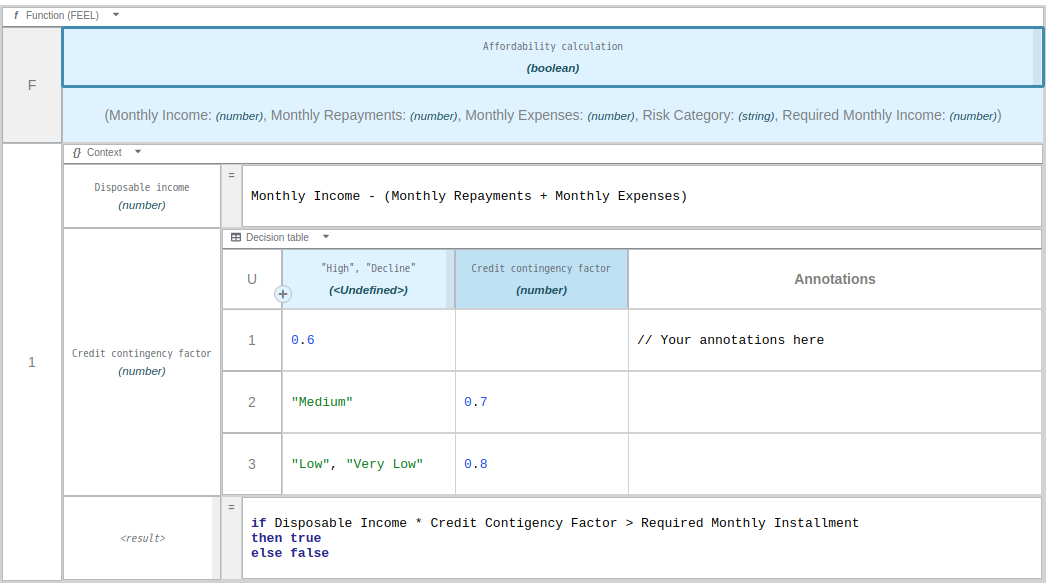 f Function (FEEL)
F
Affordability calculation
(boolean)
(Monthly Income: (number), Monthly Repayments: (number), Monthly Expenses: (number), Risk Category: (string), Required Monthly Income: (number))
1
{} Context
Disposable income
(number)
=
Monthly Income - (Monthly Repayments + Monthly Expenses)
Credit contingency factor
(number)
Decision table
U
"High", "Decline"
(<Undefined>)
Credit contingency factor
(number)
Annotations
1
0.6
// Your annotations here
2
"Medium"
0.7
3
"Low", "Very Low"
0.8
<result>
=
if Disposable Income * Credit Contigency Factor > Required Monthly Installment
then true
else false